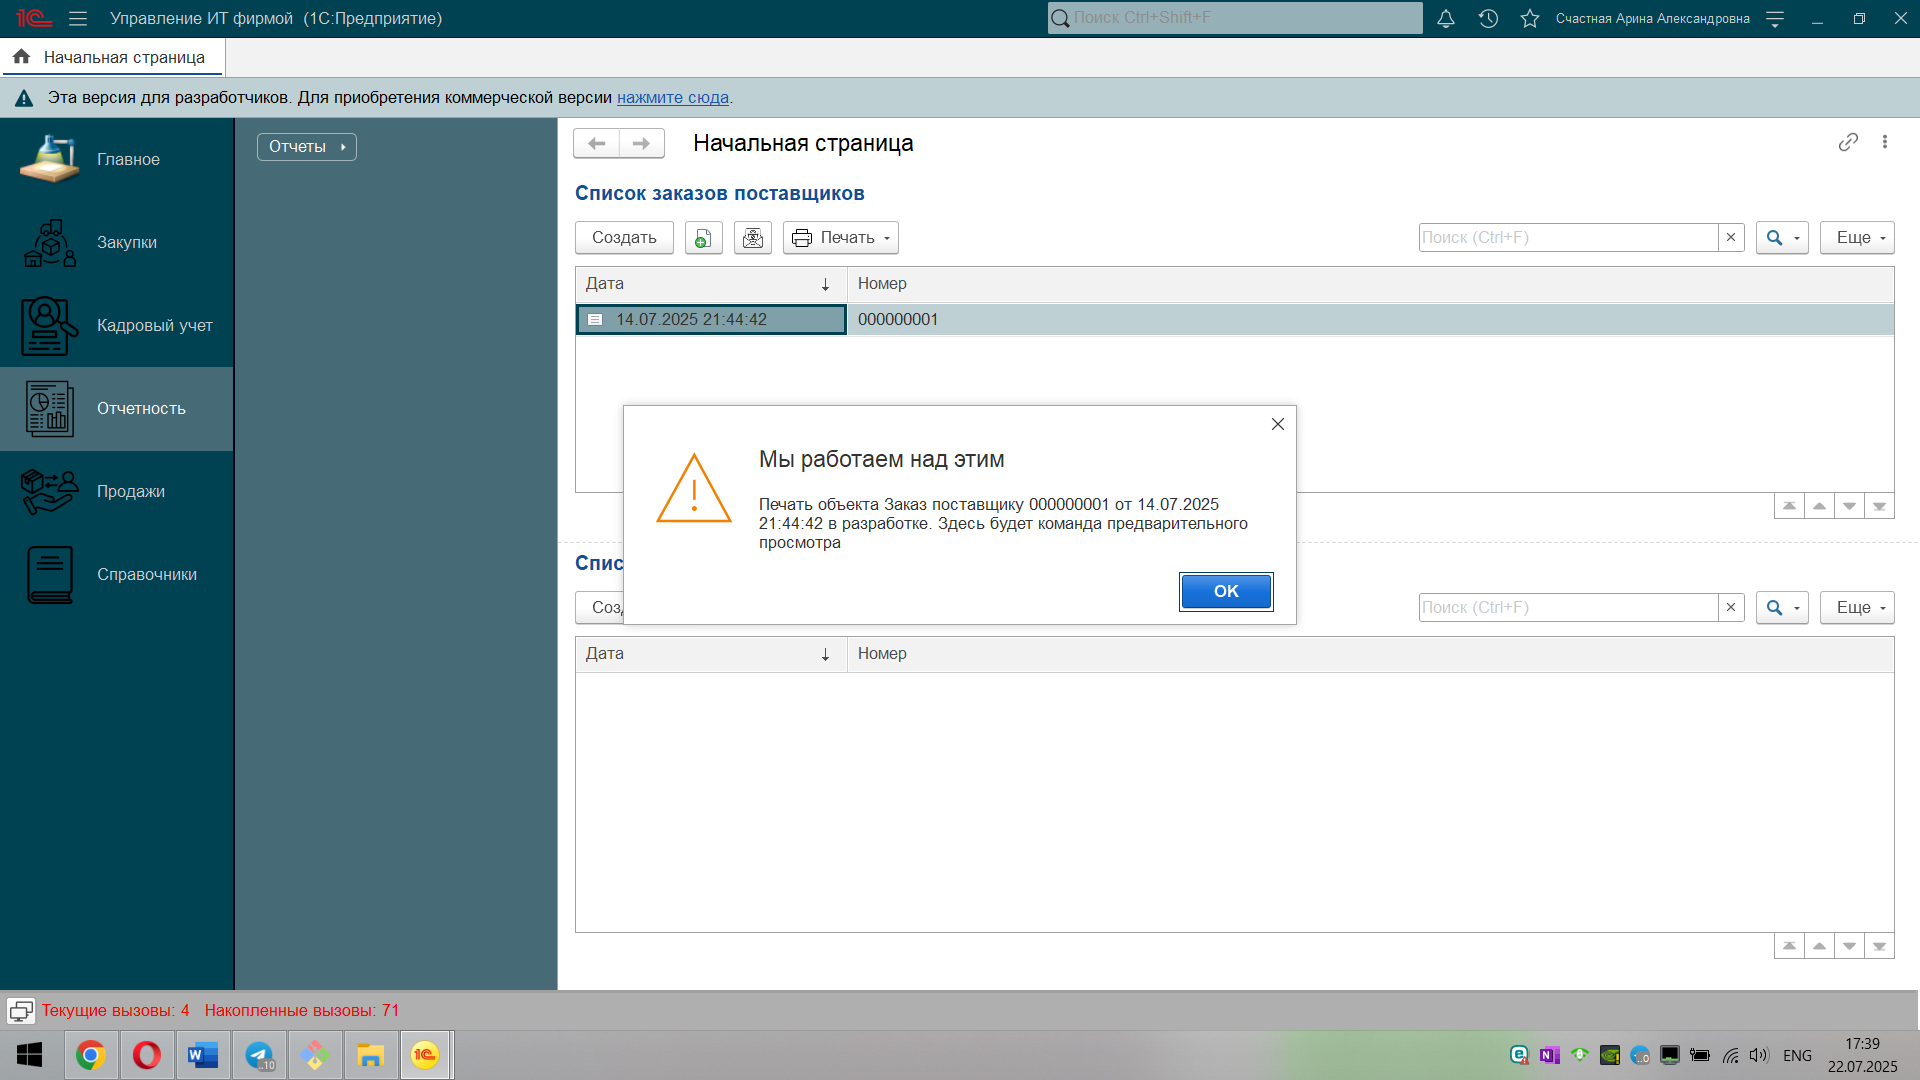 Управление ИТ фирмой (1С:Предприятие)
Поиск Ctrl+Shift+F
Счастная Арина Александровна
Начальная страница
Эта версия для разработчиков. Для приобретения коммерческой версии нажмите сюда.
Главное
Закупки
Кадровый учет
Отчетность
Продажи
Справочники
Отчеты
Начальная страница
Список заказов поставщиков
Создать
Печать
Поиск (Ctrl+F)
Еще
Дата
Номер
14.07.2025 21:44:42
000000001
Мы работаем над этим
Печать объекта Заказ поставщику 000000001 от 14.07.2025
21:44:42 в разработке. Здесь будет команда предварительного
просмотра
OK
Спис
Соз
Поиск (Ctrl+F)
Еще
Дата
Номер
Текущие вызовы: 4 Накопленные вызовы: 71
ENG
17:39
22.07.2025